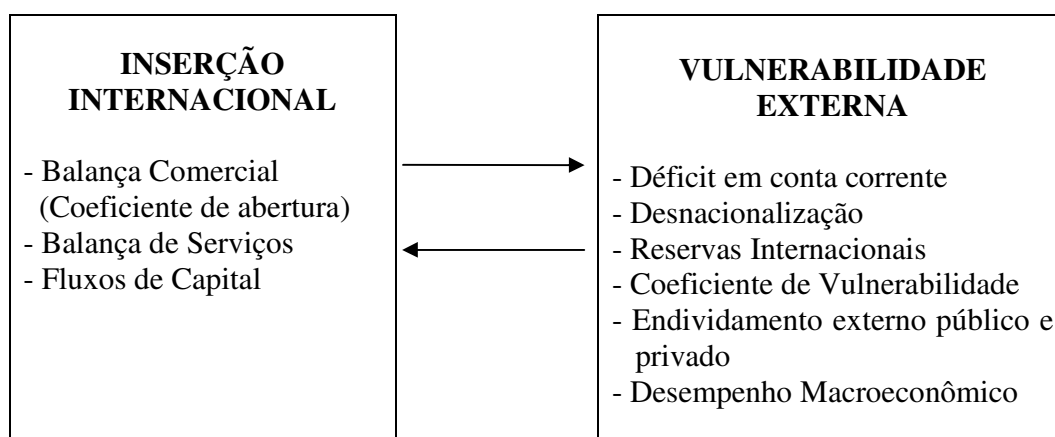 INSERÇÃO
INTERNACIONAL
- Balança Comercial
(Coeficiente de abertura)
- Balança de Serviços
- Fluxos de Capital
VULNERABILIDADE
EXTERNA
- Déficit em conta corrente
- Desnacionalização
- Reservas Internacionais
- Coeficiente de Vulnerabilidade
- Endividamento externo público e
privado
- Desempenho Macroeconômico